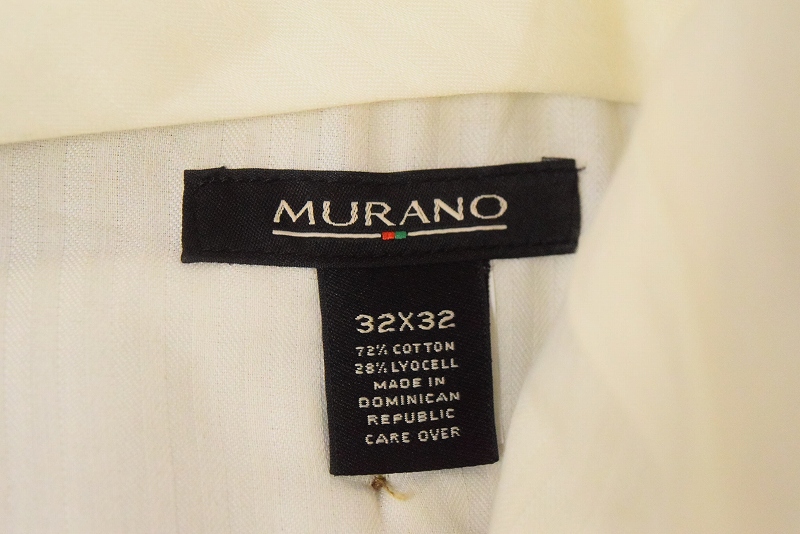 MURANO
32X32
72% COTTON
28% LYOCELL
MADE IN
DOMINICAN
REPUBLIC
CARE OVER